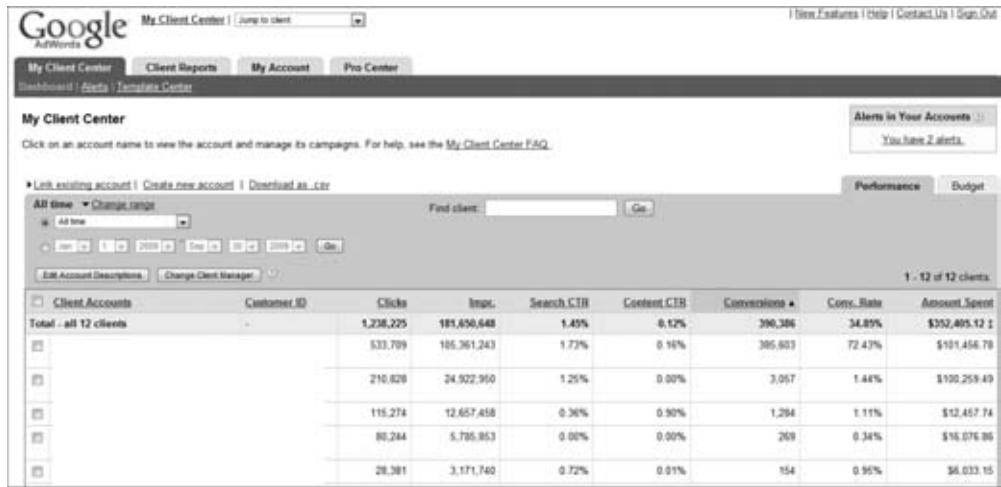 Google
AdWords
My Client Center | Jump to client
| New Features | Help | Contact Us | Sign Out
My Client Center Client Reports My Account Pro Center
Dashboard | Alerts | Template Center
My Client Center
Click on an account name to view the account and manage its campaigns. For help, see the My Client Center FAQ.
Alerts in Your Accounts
You have 2 alerts.
Link existing account | Create new account | Download as .csv
Performance Budget
All time Change range
Find client: Go
All time
Jan 1 2009 - Sep 30 2009 Go
Edit Account Descriptions Change Client Manager
1 - 12 of 12 clients.
Client Accounts Customer ID Clicks Impr. Search CTR Content CTR Conversions Conv. Rate Amount Spent
Total - all 12 clients - 1,238,225 181,650,648 1.45% 0.12% 390,386 34.85% $352,405.12 ‡
533,709 105,361,243 1.73% 0.16% 385,603 72.43% $101,456.78
210,828 24,922,950 1.25% 0.00% 3,057 1.44% $100,259.49
115,274 12,657,458 0.36% 0.90% 1,284 1.11% $12,457.74
80,244 5,785,853 0.00% 0.00% 269 0.34% $16,076.86
28,381 3,171,740 0.72% 0.01% 154 0.95% $6,033.15